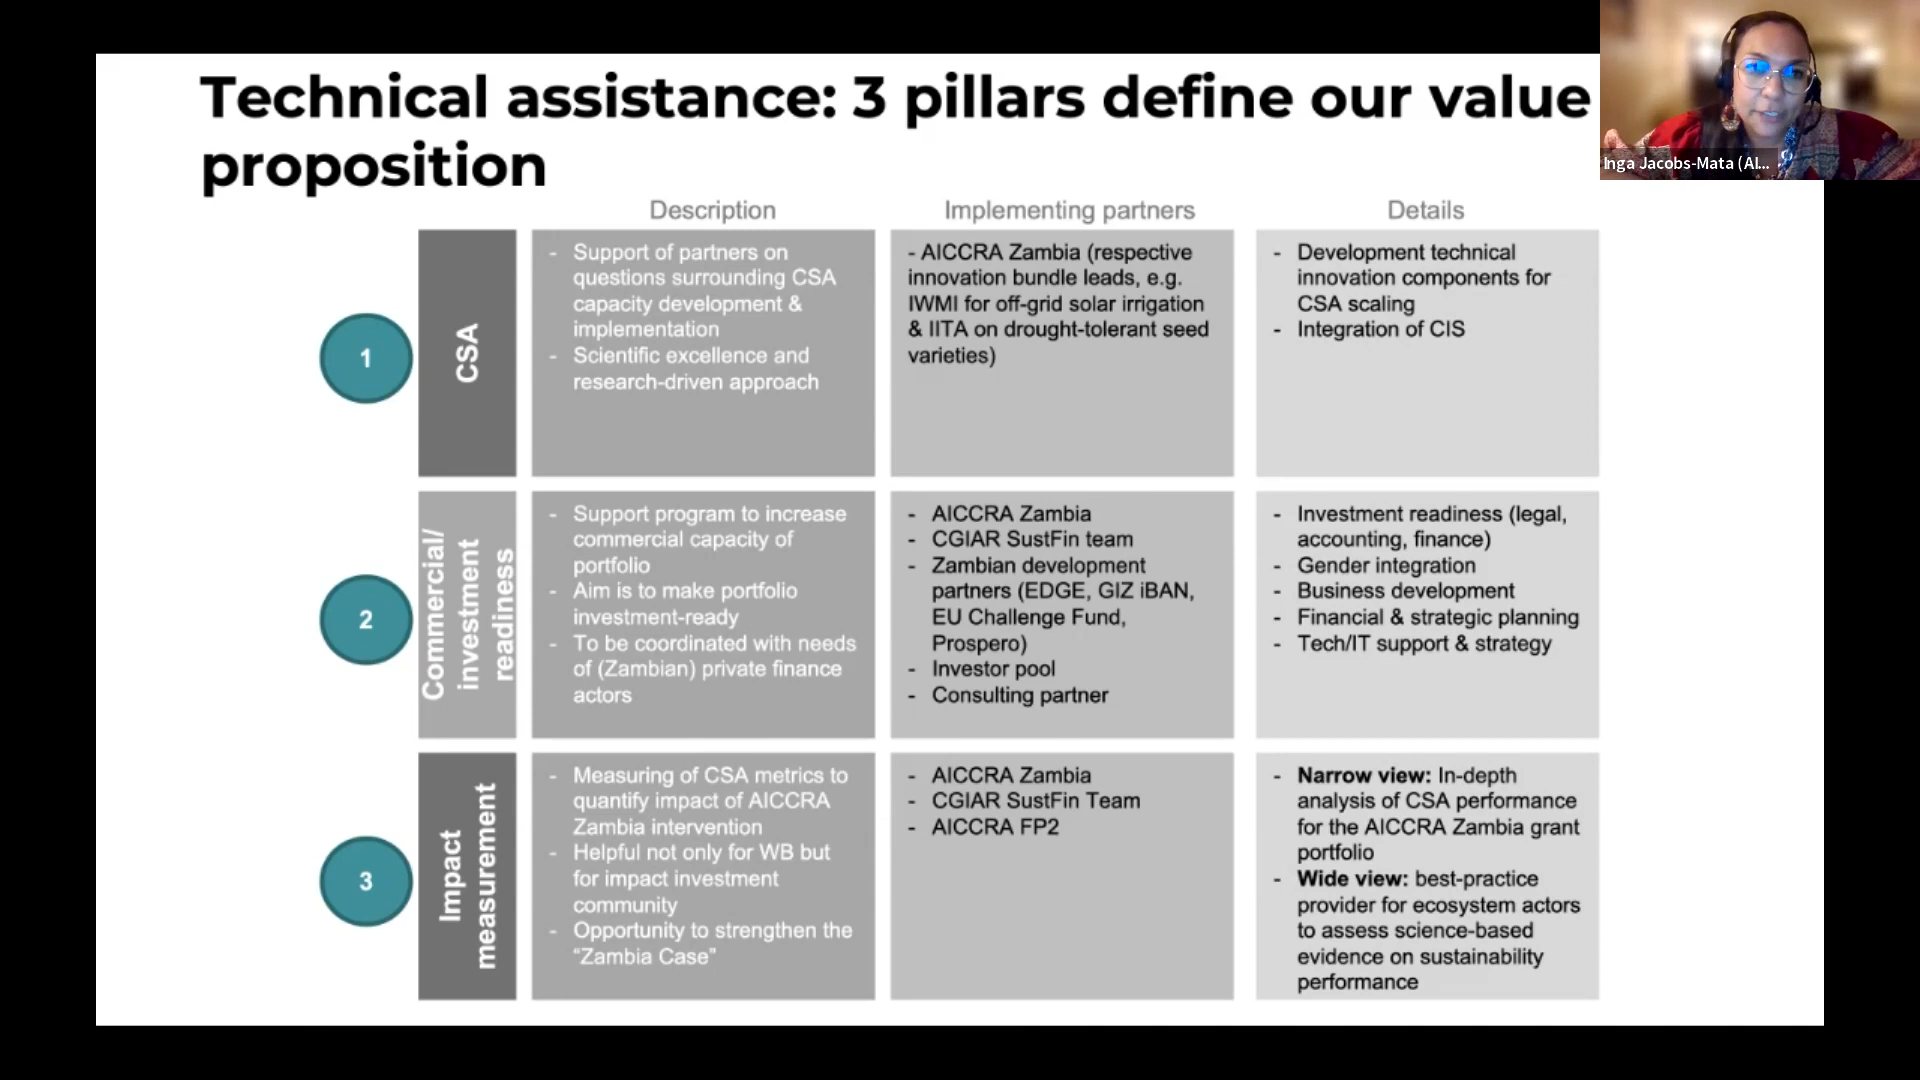 Technical assistance: 3 pillars define our value
proposition
Inga Jacobs-Mata (AI...
Description
Implementing partners
Details
1
CSA
- Support of partners on
questions surrounding CSA
capacity development &
implementation
- Scientific excellence and
research-driven approach
- AICCRA Zambia (respective
innovation bundle leads, e.g.
IWMI for off-grid solar irrigation
& IITA on drought-tolerant seed
varieties)
- Development technical
innovation components for
CSA scaling
- Integration of CIS
2
Commercial/
investment
readiness
- Support program to increase
commercial capacity of
portfolio
- Aim is to make portfolio
investment-ready
- To be coordinated with needs
of (Zambian) private finance
actors
- AICCRA Zambia
- CGIAR SustFin team
- Zambian development
partners (EDGE, GIZ iBAN,
EU Challenge Fund,
Prospero)
- Investor pool
- Consulting partner
- Investment readiness (legal,
accounting, finance)
- Gender integration
- Business development
- Financial & strategic planning
- Tech/IT support & strategy
3
Impact
measurement
- Measuring of CSA metrics to
quantify impact of AICCRA
Zambia intervention
- Helpful not only for WB but
for impact investment
community
- Opportunity to strengthen the
“Zambia Case”
- AICCRA Zambia
- CGIAR SustFin Team
- AICCRA FP2
- Narrow view: In-depth
analysis of CSA performance
for the AICCRA Zambia grant
portfolio
- Wide view: best-practice
provider for ecosystem actors
to assess science-based
evidence on sustainability
performance